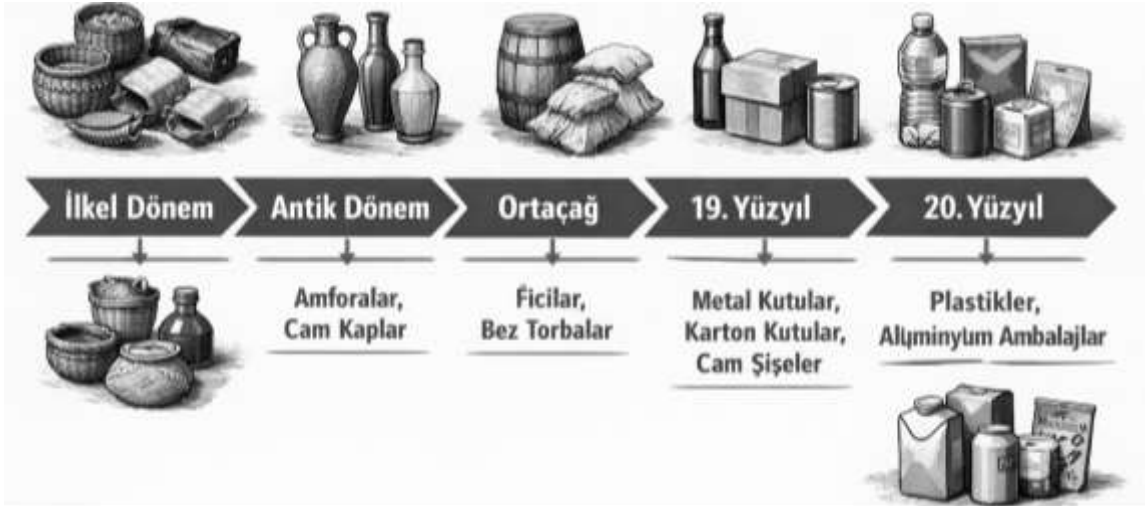 İlkel Dönem
Antik Dönem
Ortaçağ
19. Yüzyıl
20. Yüzyıl
Amforalar,
Cam Kaplar
Ficilar,
Bez Torbalar
Metal Kutular,
Karton Kutular,
Cam Şişeler
Plastikler,
Alüminyum Ambalajlar